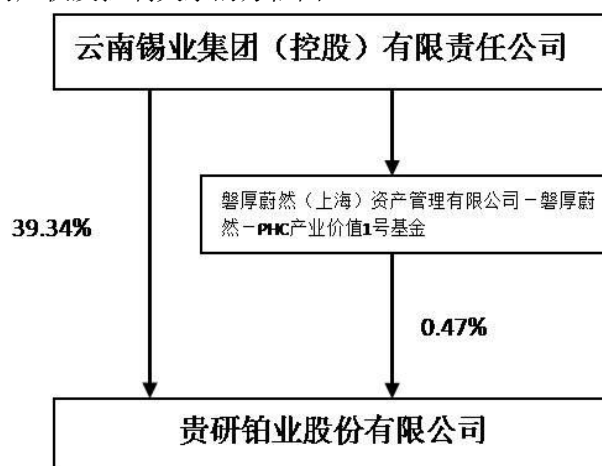 云南锡业集团（控股）有限责任公司
磐厚蔚然（上海）资产管理有限公司－磐厚蔚
然－PHC产业价值1号基金
39.34%
0.47%
贵研铂业股份有限公司